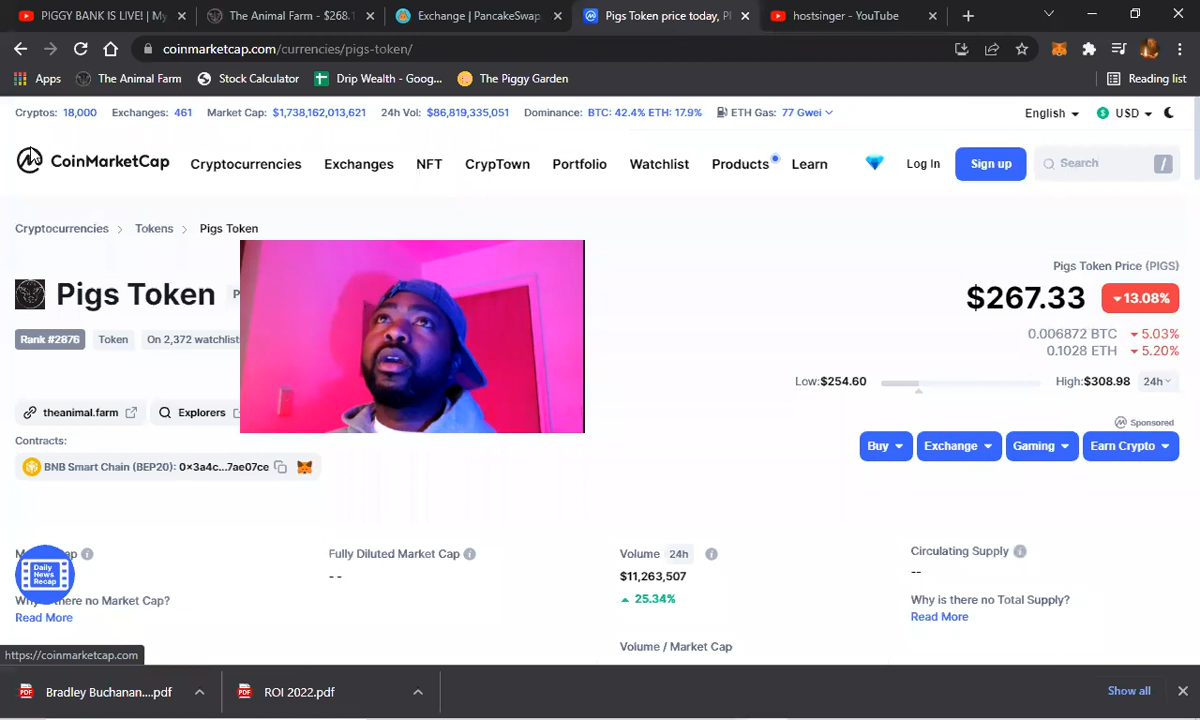 PIGGY BANK IS LIVE! | My
The Animal Farm - $268.1
Exchange | PancakeSwap
Pigs Token price today, PI
hostsinger - YouTube
coinmarketcap.com/currencies/pigs-token/
Apps
The Animal Farm
Stock Calculator
Drip Wealth - Goog...
The Piggy Garden
Reading list
Cryptos: 18,000 Exchanges: 461 Market Cap: $1,738,162,013,621 24h Vol: $86,819,335,051 Dominance: BTC: 42.4% ETH: 17.9% ETH Gas: 77 Gwei
English
USD
CoinMarketCap
Cryptocurrencies Exchanges NFT CrypTown Portfolio Watchlist Products Learn
Log In
Sign up
Search /
Cryptocurrencies > Tokens > Pigs Token
Pigs Token Price (PIGS)
Pigs Token
$267.33 13.08%
0.006872 BTC 5.03%
0.1028 ETH 5.20%
Rank #2876 Token On 2,372 watchlist
Low: $254.60 High: $308.98 24h
theanimal.farm Explorers
Sponsored
Contracts:
Buy Exchange Gaming Earn Crypto
BNB Smart Chain (BEP20): 0x3a4c...7ae07ce
Fully Diluted Market Cap
- -
Volume 24h
$11,263,507
25.34%
Circulating Supply
--
Daily
News
Recap
there no Market Cap?
Read More
Why is there no Total Supply?
Read More
Volume / Market Cap
https://coinmarketcap.com
Bradley Buchanan....pdf
ROI 2022.pdf
Show all